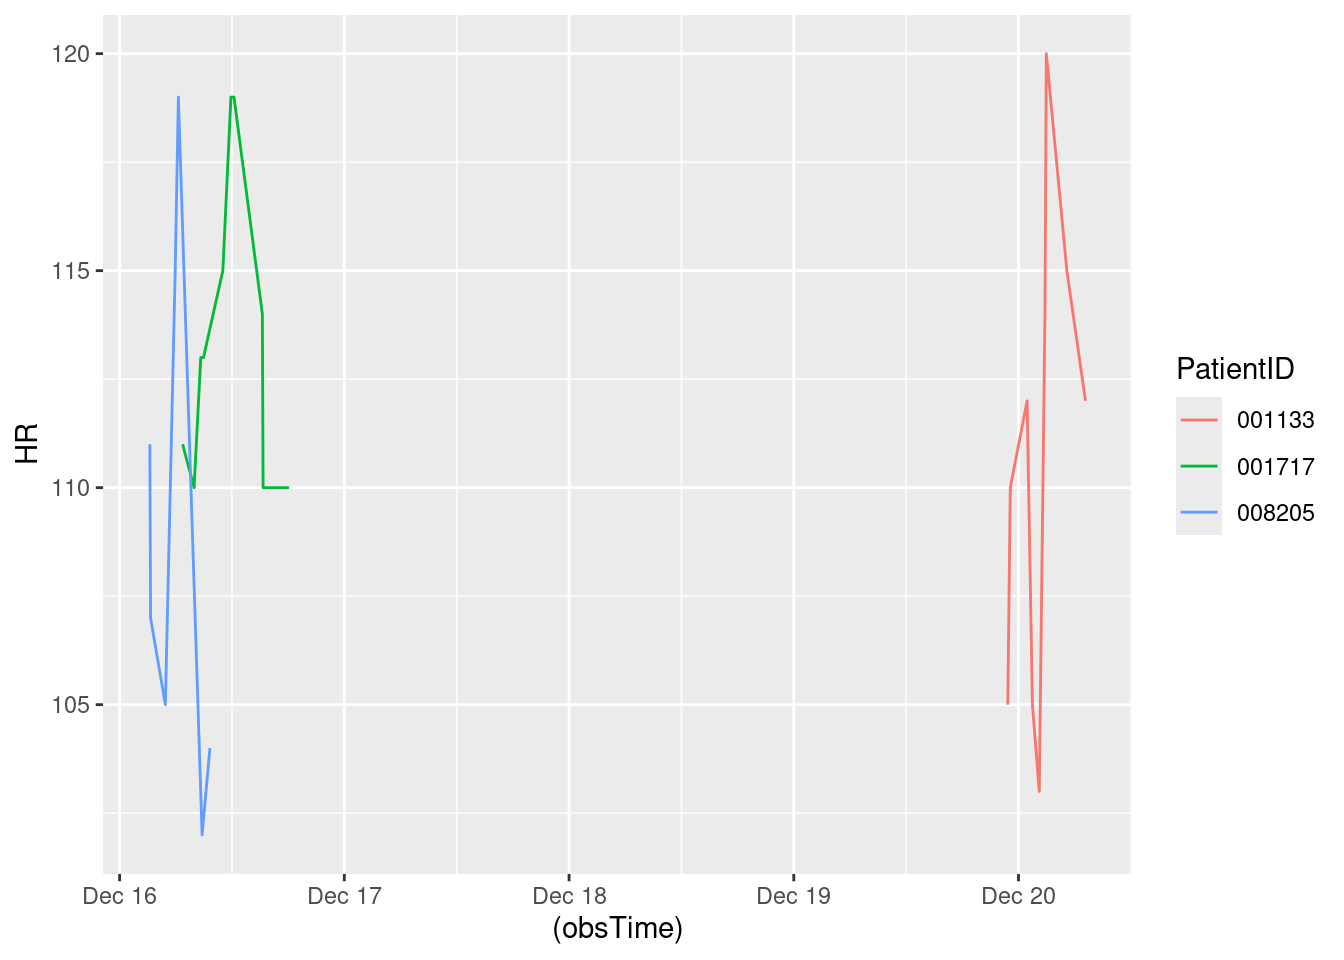 120
115
110
105
HR
Dec 16 Dec 17 Dec 18 Dec 19 Dec 20
(obsTime)
PatientID
001133
001717
008205